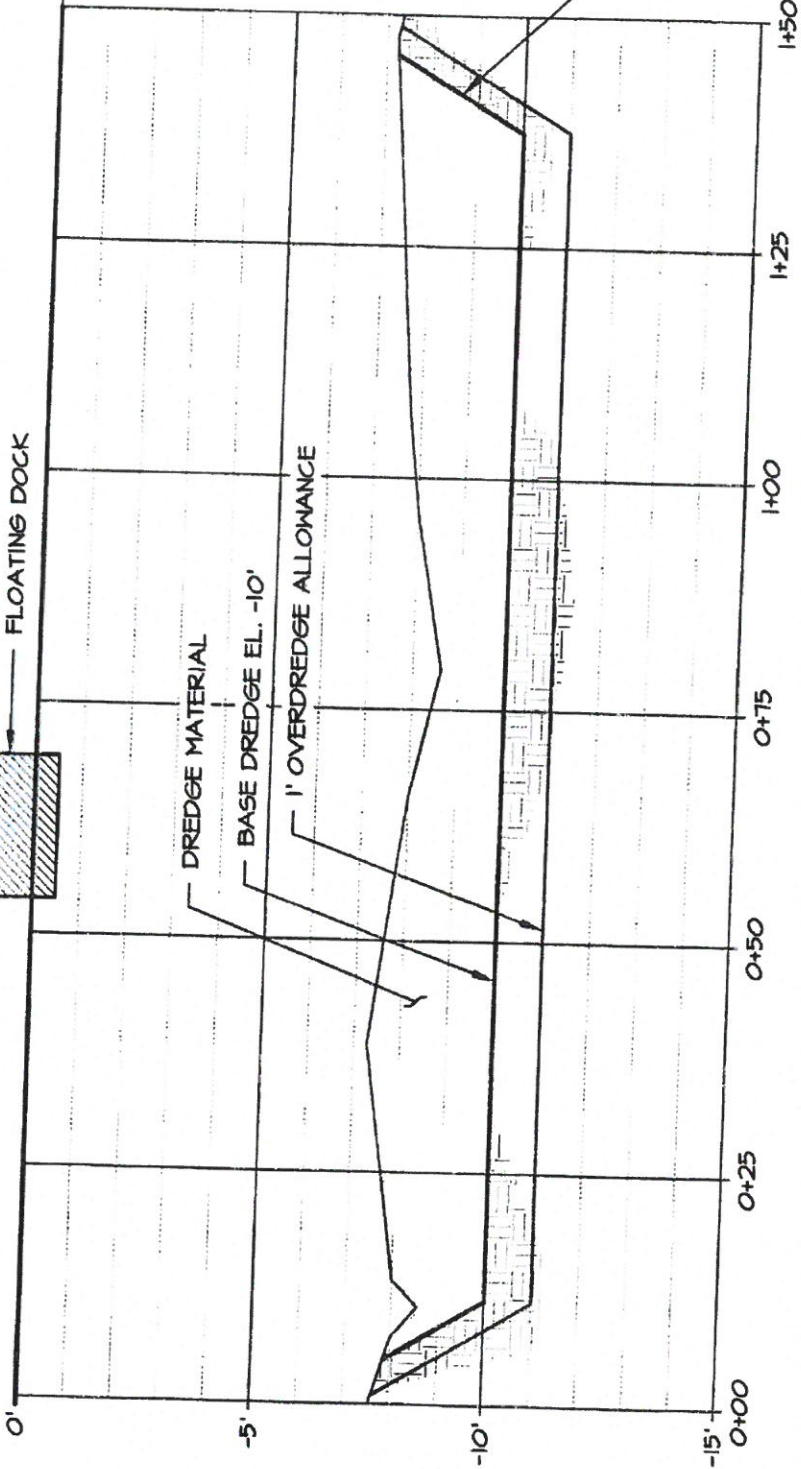 FLOATING DOCK
DREDGE MATERIAL
BASE DREDGE EL. -10'
1' OVERDREDGE ALLOWANCE
0'
-5'
-10'
-15'
0+00
0+25
0+50
0+75
1+00
1+25
1+50